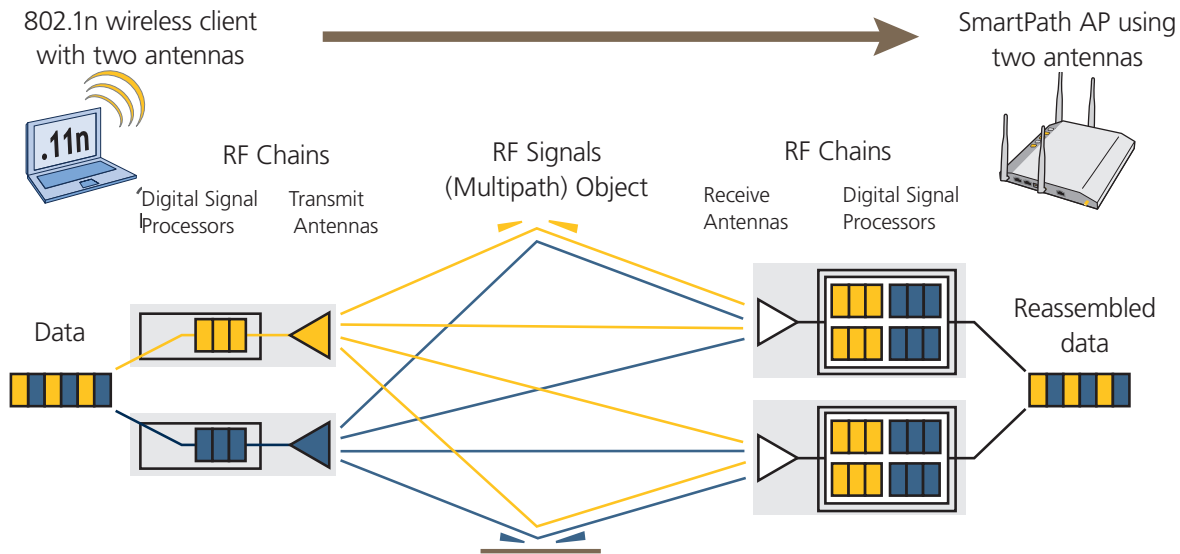 802.1n wireless client
with two antennas
SmartPath AP using
two antennas
.11n
RF Chains
RF Signals
(Multipath) Object
RF Chains
Digital Signal
Processors
Transmit
Antennas
Receive
Antennas
Digital Signal
Processors
Data
Reassembled
data